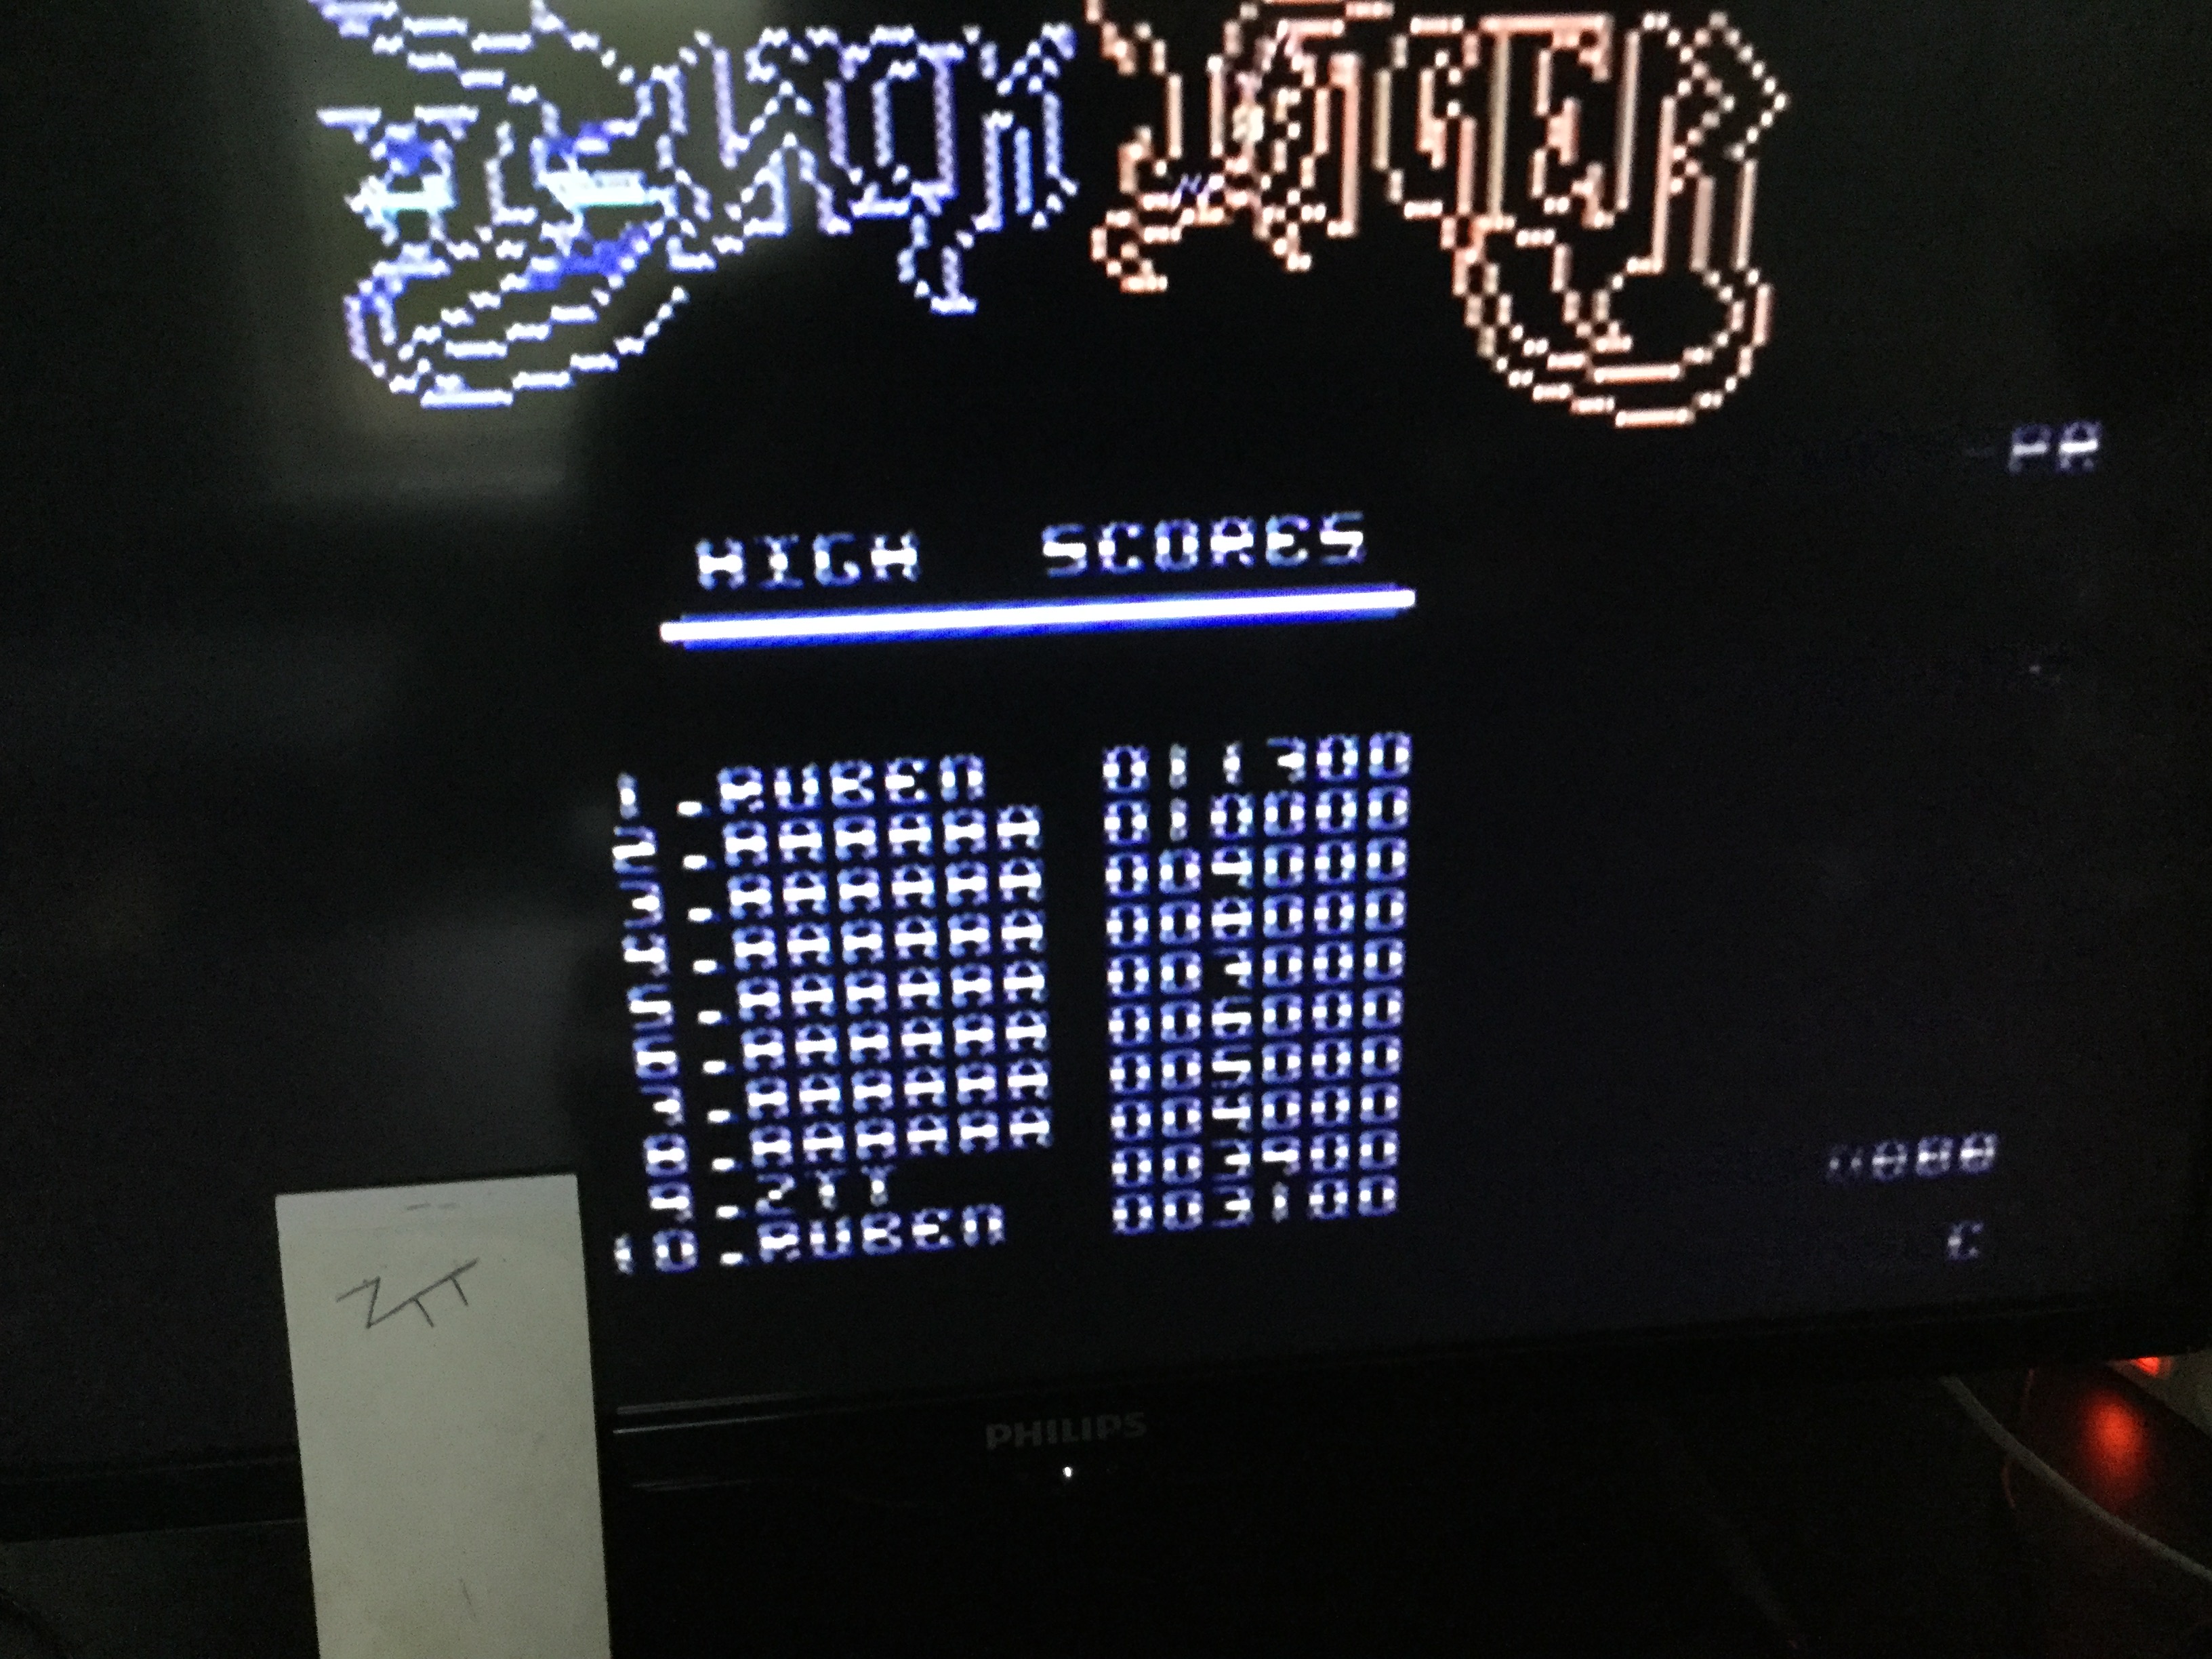 HIGH SCORES
1.RUBEN 011300
2.AAAAAA 010000
3.AAAAAA 009000
4.AAAAAA 008000
5.AAAAAA 007000
6.AAAAAA 006000
7.AAAAAA 005000
8.AAAAAA 004000
9.ZTT 003900
10.RUBEN 003100
ZTT
PHILIPS